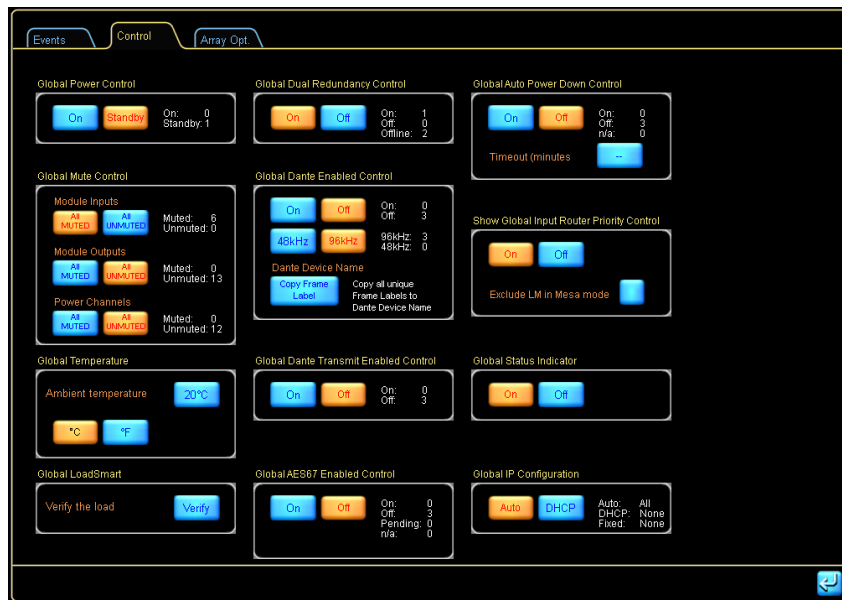 Events
Control
Array Opt.
Global Power Control
On
Standby
On: 0
Standby: 1
Global Dual Redundancy Control
On
Off
On: 1
Off: 0
Offline: 2
Global Auto Power Down Control
On
Off
On: 0
Off: 3
n/a: 0
Timeout (minutes
--
Global Mute Control
Module Inputs
All MUTED
All UNMUTED
Muted: 6
Unmuted: 0
Module Outputs
All MUTED
All UNMUTED
Muted: 0
Unmuted: 13
Power Channels
All MUTED
All UNMUTED
Muted: 0
Unmuted: 12
Global Dante Enabled Control
On
Off
On: 0
Off: 3
48kHz
96kHz
96kHz: 3
48kHz: 0
Dante Device Name
Copy Frame
Label
Copy all unique
Frame Labels to
Dante Device Name
Show Global Input Router Priority Control
On
Off
Exclude LM in Mesa mode
Global Temperature
Ambient temperature
20°C
°C
°F
Global Dante Transmit Enabled Control
On
Off
On: 0
Off: 3
Global Status Indicator
On
Off
Global LoadSmart
Verify the load
Verify
Global AES67 Enabled Control
On
Off
On: 0
Off: 3
Pending: 0
n/a: 0
Global IP Configuration
Auto
DHCP
Auto: All
DHCP: None
Fixed: None